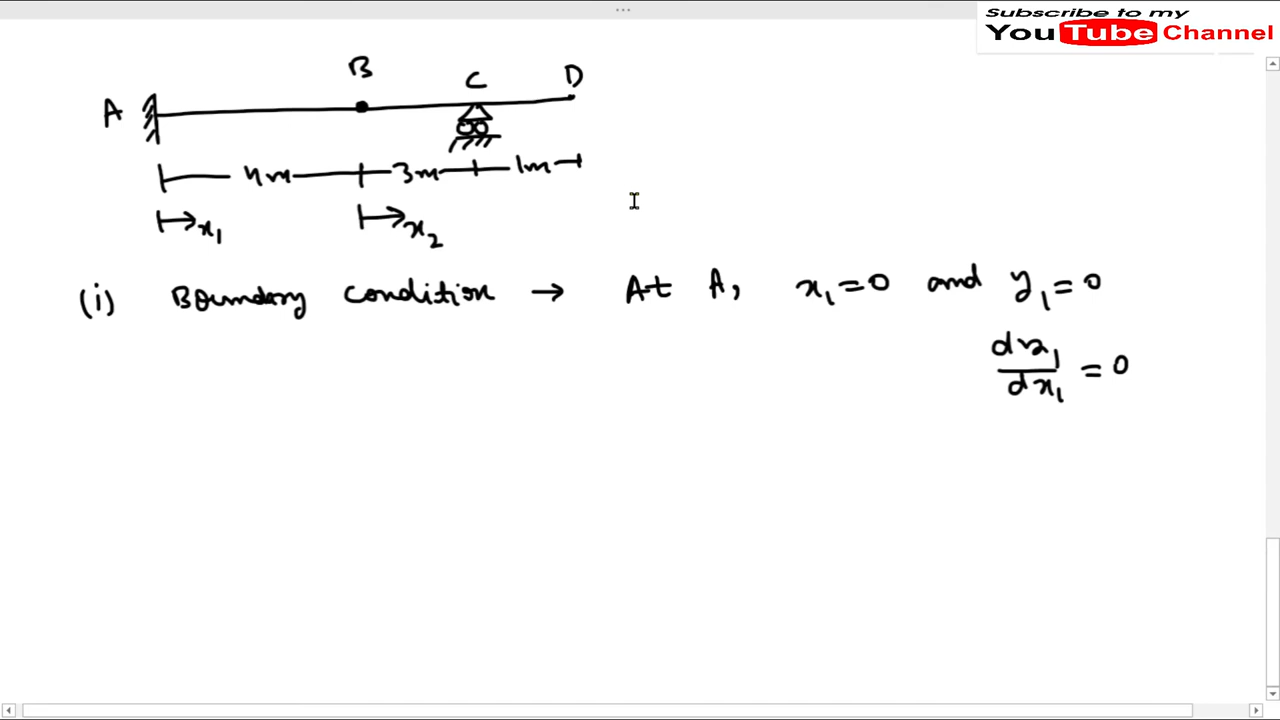 Subscribe to my
YouTube Channel
B
C
D
A
4m
3m
1m
x₁
x₂
(i) Boundary condition → At A, x₁=0 and y₁=0
dy₁
dx₁
=0